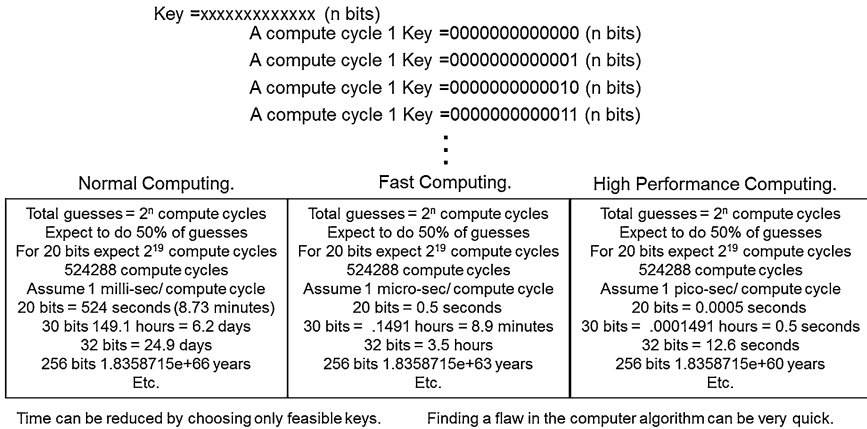 Key =xxxxxxxxxxxxx (n bits)
A compute cycle 1 Key =0000000000000 (n bits)
A compute cycle 1 Key =0000000000001 (n bits)
A compute cycle 1 Key =0000000000010 (n bits)
A compute cycle 1 Key =0000000000011 (n bits)
Normal Computing.
Total guesses = 2ⁿ compute cycles
Expect to do 50% of guesses
For 20 bits expect 2¹⁹ compute cycles
524288 compute cycles
Assume 1 milli-sec/ compute cycle
20 bits = 524 seconds (8.73 minutes)
30 bits 149.1 hours = 6.2 days
32 bits = 24.9 days
256 bits 1.8358715e+66 years
Etc.
Fast Computing.
Total guesses = 2ⁿ compute cycles
Expect to do 50% of guesses
For 20 bits expect 2¹⁹ compute cycles
524288 compute cycles
Assume 1 micro-sec/ compute cycle
20 bits = 0.5 seconds
30 bits = .1491 hours = 8.9 minutes
32 bits = 3.5 hours
256 bits 1.8358715e+63 years
Etc.
High Performance Computing.
Total guesses = 2ⁿ compute cycles
Expect to do 50% of guesses
For 20 bits expect 2¹⁹ compute cycles
524288 compute cycles
Assume 1 pico-sec/ compute cycle
20 bits = 0.0005 seconds
30 bits = .0001491 hours = 0.5 seconds
32 bits = 12.6 seconds
256 bits 1.8358715e+60 years
Etc.
Time can be reduced by choosing only feasible keys.
Finding a flaw in the computer algorithm can be very quick.